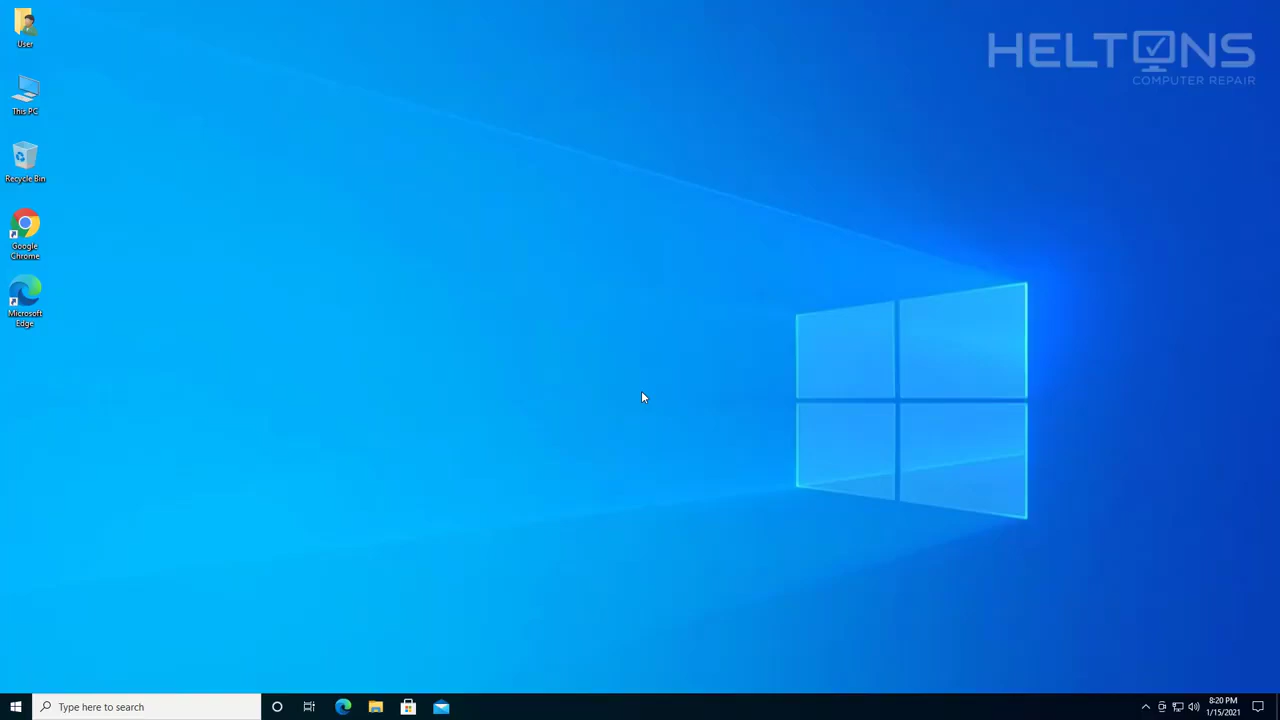 User
This PC
Recycle Bin
Google
Chrome
Microsoft
Edge
HELTONS
COMPUTER REPAIR
Type here to search
8:20 PM
1/15/2021